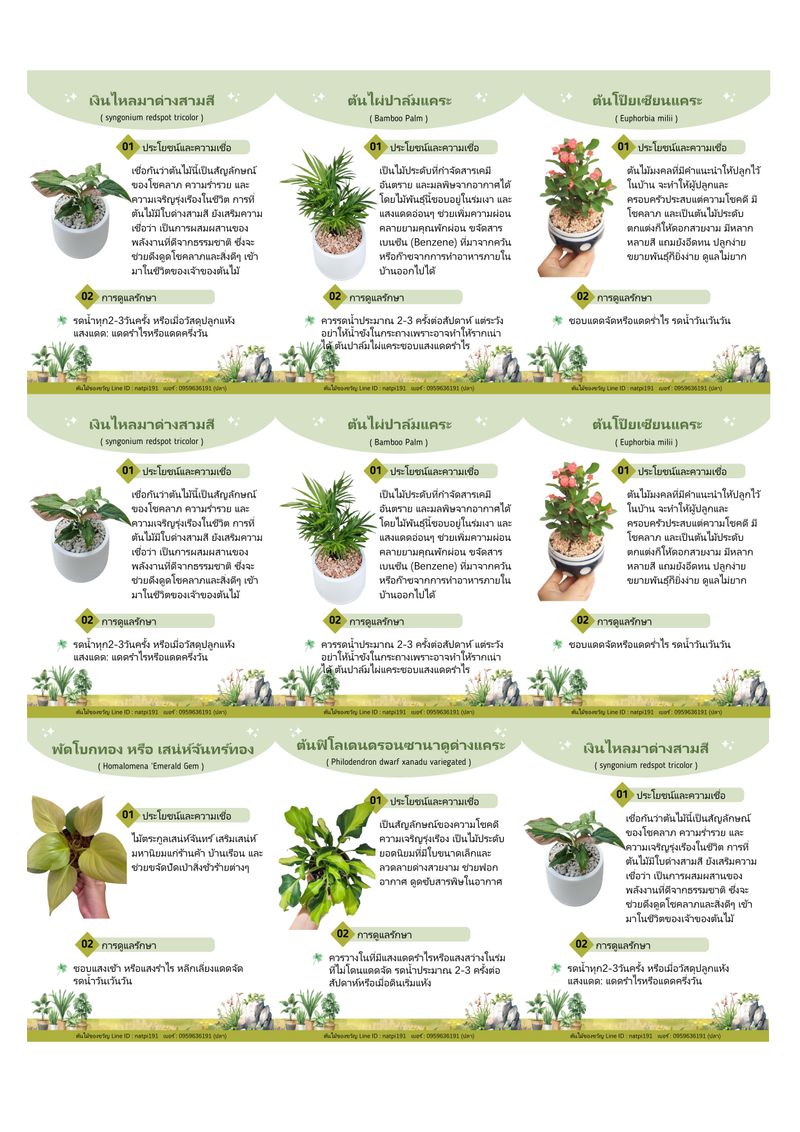 เงินไหลมาด่างสามสี
( syngonium redspot tricolor )
01 ประโยชน์และความเชื่อ
เชื่อกันว่าต้นไม้นี้เป็นสัญลักษณ์
ของโชคลาภ ความร่ำรวย และ
ความเจริญรุ่งเรืองในชีวิต การที่
ต้นไม้มีใบด่างสามสี ยังเสริมความ
เชื่อว่า เป็นการผสมผสานของ
พลังงานที่ดีจากธรรมชาติ ซึ่งจะ
ช่วยดึงดูดโชคลาภและสิ่งดีๆ เข้า
มาในชีวิตของเจ้าของต้นไม้
02 การดูแลรักษา
รดน้ำทุก2-3วันครั้ง หรือเมื่อวัสดุปลูกแห้ง
แสงแดด: แดดรำไรหรือแดดครึ่งวัน
ต้นไม้ของขวัญ Line ID : natpi191 เบอร์ : 0959636191 (ปลา)
ต้นไผ่ปาล์มแคระ
( Bamboo Palm )
01 ประโยชน์และความเชื่อ
เป็นไม้ประดับที่กำจัดสารเคมี
อันตราย และมลพิษจากอากาศได้
โดยไม้พันธุ์นี้ชอบอยู่ในร่มเงา และ
แสงแดดอ่อนๆ ช่วยเพิ่มความผ่อน
คลายยามคุณพักผ่อน ขจัดสาร
เบนซีน (Benzene) ที่มาจากควัน
หรือก๊าซจากการทำอาหารภายใน
บ้านออกไปได้
02 การดูแลรักษา
ควรรดน้ำประมาณ 2-3 ครั้งต่อสัปดาห์ แต่ระวัง
อย่าให้น้ำขังในกระถางเพราะอาจทำให้รากเน่า
ได้ ต้นปาล์มไผ่แคระชอบแสงแดดรำไร
ต้นไม้ของขวัญ Line ID : natpi191 เบอร์ : 0959636191 (ปลา)
ต้นโป๊ยเซียนแคระ
( Euphorbia milii )
01 ประโยชน์และความเชื่อ
ต้นไม้มงคลที่มีคำแนะนำให้ปลูกไว้
ในบ้าน จะทำให้ผู้ปลูกและ
ครอบครัวประสบแต่ความโชคดี มี
โชคลาภ และเป็นต้นไม้ประดับ
ตกแต่งก็ให้ดอกสวยงาม มีหลาก
หลายสี แถมยังอึดทน ปลูกง่าย
ขยายพันธุ์ก็ยิ่งง่าย ดูแลไม่ยาก
02 การดูแลรักษา
ชอบแดดจัดหรือแดดรำไร รดน้ำวันเว้นวัน
ต้นไม้ของขวัญ Line ID : natpi191 เบอร์ : 0959636191 (ปลา)
เงินไหลมาด่างสามสี
( syngonium redspot tricolor )
01 ประโยชน์และความเชื่อ
เชื่อกันว่าต้นไม้นี้เป็นสัญลักษณ์
ของโชคลาภ ความร่ำรวย และ
ความเจริญรุ่งเรืองในชีวิต การที่
ต้นไม้มีใบด่างสามสี ยังเสริมความ
เชื่อว่า เป็นการผสมผสานของ
พลังงานที่ดีจากธรรมชาติ ซึ่งจะ
ช่วยดึงดูดโชคลาภและสิ่งดีๆ เข้า
มาในชีวิตของเจ้าของต้นไม้
02 การดูแลรักษา
รดน้ำทุก2-3วันครั้ง หรือเมื่อวัสดุปลูกแห้ง
แสงแดด: แดดรำไรหรือแดดครึ่งวัน
ต้นไม้ของขวัญ Line ID : natpi191 เบอร์ : 0959636191 (ปลา)
ต้นไผ่ปาล์มแคระ
( Bamboo Palm )
01 ประโยชน์และความเชื่อ
เป็นไม้ประดับที่กำจัดสารเคมี
อันตราย และมลพิษจากอากาศได้
โดยไม้พันธุ์นี้ชอบอยู่ในร่มเงา และ
แสงแดดอ่อนๆ ช่วยเพิ่มความผ่อน
คลายยามคุณพักผ่อน ขจัดสาร
เบนซีน (Benzene) ที่มาจากควัน
หรือก๊าซจากการทำอาหารภายใน
บ้านออกไปได้
02 การดูแลรักษา
ควรรดน้ำประมาณ 2-3 ครั้งต่อสัปดาห์ แต่ระวัง
อย่าให้น้ำขังในกระถางเพราะอาจทำให้รากเน่า
ได้ ต้นปาล์มไผ่แคระชอบแสงแดดรำไร
ต้นไม้ของขวัญ Line ID : natpi191 เบอร์ : 0959636191 (ปลา)
ต้นโป๊ยเซียนแคระ
( Euphorbia milii )
01 ประโยชน์และความเชื่อ
ต้นไม้มงคลที่มีคำแนะนำให้ปลูกไว้
ในบ้าน จะทำให้ผู้ปลูกและ
ครอบครัวประสบแต่ความโชคดี มี
โชคลาภ และเป็นต้นไม้ประดับ
ตกแต่งก็ให้ดอกสวยงาม มีหลาก
หลายสี แถมยังอึดทน ปลูกง่าย
ขยายพันธุ์ก็ยิ่งง่าย ดูแลไม่ยาก
02 การดูแลรักษา
ชอบแดดจัดหรือแดดรำไร รดน้ำวันเว้นวัน
ต้นไม้ของขวัญ Line ID : natpi191 เบอร์ : 0959636191 (ปลา)
พัดโบกทอง หรือ เสน่ห์จันทร์ทอง
( Homalomena 'Emerald Gem )
01 ประโยชน์และความเชื่อ
ไม้ตระกูลเสน่ห์จันทร์ เสริมเสน่ห์
มหานิยมแก่ร้านค้า บ้านเรือน และ
ช่วยขจัดปัดเป่าสิ่งชั่วร้ายต่างๆ
02 การดูแลรักษา
ชอบแสงเช้า หรือแสงรำไร หลีกเลี่ยงแดดจัด
รดน้ำวันเว้นวัน
ต้นไม้ของขวัญ Line ID : natpi191 เบอร์ : 0959636191 (ปลา)
ต้นฟิโลเดนดรอนซานาดูด่างแคระ
( Philodendron dwarf xanadu variegated )
01 ประโยชน์และความเชื่อ
เป็นสัญลักษณ์ของความโชคดี
ความเจริญรุ่งเรือง เป็นไม้ประดับ
ยอดนิยมที่มีใบขนาดเล็กและ
ลวดลายด่างสวยงาม ช่วยฟอก
อากาศ ดูดซับสารพิษในอากาศ
02 การดูแลรักษา
ควรวางในที่มีแสงแดดรำไรหรือแสงสว่างในร่ม
ที่ไม่โดนแดดจัด รดน้ำประมาณ 2-3 ครั้งต่อ
สัปดาห์หรือเมื่อดินเริ่มแห้ง
ต้นไม้ของขวัญ Line ID : natpi191 เบอร์ : 0959636191 (ปลา)
เงินไหลมาด่างสามสี
( syngonium redspot tricolor )
01 ประโยชน์และความเชื่อ
เชื่อกันว่าต้นไม้นี้เป็นสัญลักษณ์
ของโชคลาภ ความร่ำรวย และ
ความเจริญรุ่งเรืองในชีวิต การที่
ต้นไม้มีใบด่างสามสี ยังเสริมความ
เชื่อว่า เป็นการผสมผสานของ
พลังงานที่ดีจากธรรมชาติ ซึ่งจะ
ช่วยดึงดูดโชคลาภและสิ่งดีๆ เข้า
มาในชีวิตของเจ้าของต้นไม้
02 การดูแลรักษา
รดน้ำทุก2-3วันครั้ง หรือเมื่อวัสดุปลูกแห้ง
แสงแดด: แดดรำไรหรือแดดครึ่งวัน
ต้นไม้ของขวัญ Line ID : natpi191 เบอร์ : 0959636191 (ปลา)